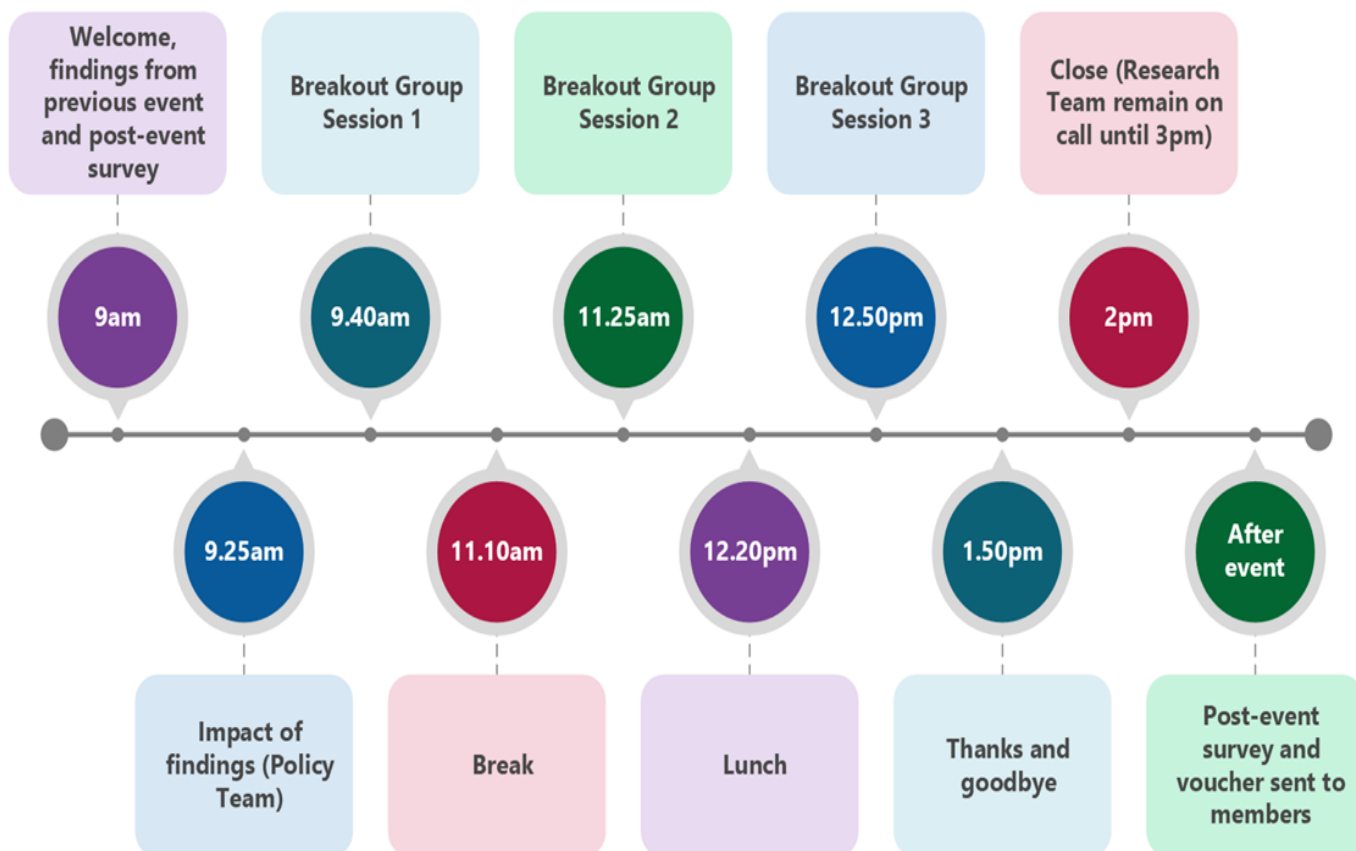 Welcome,
findings from
previous event
and post-event
survey
Breakout Group
Session 1
Breakout Group
Session 2
Breakout Group
Session 3
Close (Research
Team remain on
call until 3pm)
9am
9.40am
11.25am
12.50pm
2pm
9.25am
11.10am
12.20pm
1.50pm
After
event
Impact of
findings (Policy
Team)
Break
Lunch
Thanks and
goodbye
Post-event
survey and
voucher sent to
members